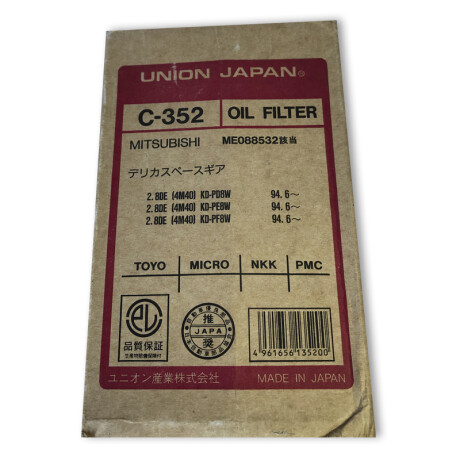 UNION JAPAN®
C-352 OIL FILTER
MITSUBISHI ME088532該当
デリカスペースギア
2.8DE (4M40) KD-PD8W 94. 6〜
2.8DE (4M40) KD-PE8W 94. 6〜
2.8DE (4M40) KD-PF8W 94. 6〜
TOYO MICRO NKK PMC
品質保証
推
JAPA
奨
4 961656 135200
ユニオン産業株式会社 MADE IN JAPAN